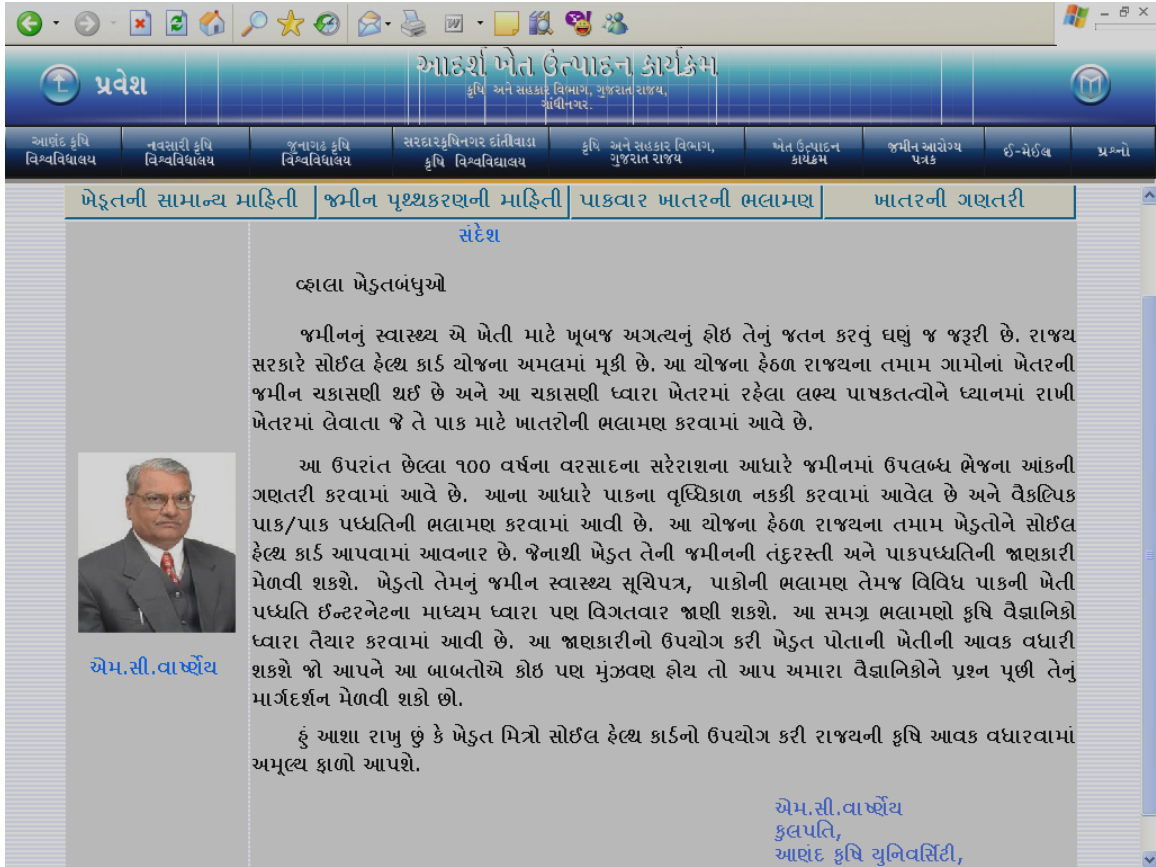 આદર્શ ખેત ઉત્પાદન કાર્યક્રમ
કૃષિ અને સહકાર વિભાગ, ગુજરાત રાજય,
ગાંધીનગર.
પ્રવેશ
આણંદ કૃષિ વિશ્વવિધાલય
નવસારી કૃષિ વિશ્વવિધાલય
જૂનાગઢ કૃષિ વિશ્વવિધાલય
સરદારકૃષિનગર દાંતીવાડા કૃષિ વિશ્વવિદ્યાલય
કૃષિ અને સહકાર વિભાગ, ગુજરાત રાજય
ખેત ઉત્પાદન કાર્યક્રમ
જમીન આરોગ્ય પત્રક
ઈ-મેઈલ
પ્રશ્નો
ખેડૂતની સામાન્ય માહિતી
જમીન પૃથ્થકરણની માહિતી
પાકવાર ખાતરની ભલામણ
ખાતરની ગણતરી
સંદેશ
વ્હાલા ખેડુતબંધુઓ
જમીનનું સ્વાસ્થ્ય એ ખેતી માટે ખૂબજ અગત્યનું હોઇ તેનું જતન કરવું ઘણું જ જરૂરી છે. રાજય
સરકારે સોઈલ હેલ્થ કાર્ડ યોજના અમલમાં મૂકી છે. આ યોજના હેઠળ રાજયના તમામ ગામોનાં ખેતરની
જમીન ચકાસણી થઈ છે અને આ ચકાસણી ધ્વારા ખેતરમાં રહેલા લભ્ય પાષકતત્વોને ધ્યાનમાં રાખી
ખેતરમાં લેવાતા જે તે પાક માટે ખાતરોની ભલામણ કરવામાં આવે છે.
આ ઉપરાંત છેલ્લા ૧૦૦ વર્ષના વરસાદના સરેરાશના આધારે જમીનમાં ઉપલબ્ધ ભેજના આંકની
ગણતરી કરવામાં આવે છે. આના આધારે પાકના વૃધ્ધિકાળ નકકી કરવામાં આવેલ છે અને વૈકલ્પિક
પાક/પાક પધ્ધતિની ભલામણ કરવામાં આવી છે. આ યોજના હેઠળ રાજયના તમામ ખેડુતોને સોઈલ
હેલ્થ કાર્ડ આપવામાં આવનાર છે. જેનાથી ખેડુત તેની જમીનની તંદુરસ્તી અને પાકપધ્ધતિની જાણકારી
મેળવી શકશે. ખેડુતો તેમનું જમીન સ્વાસ્થ્ય સૂચિપત્ર, પાકોની ભલામણ તેમજ વિવિધ પાકની ખેતી
પધ્ધતિ ઈન્ટરનેટના માધ્યમ ધ્વારા પણ વિગતવાર જાણી શકશે. આ સમગ્ર ભલામણો કૃષિ વૈજ્ઞાનિકો
ધ્વારા તૈયાર કરવામાં આવી છે. આ જાણકારીનો ઉપયોગ કરી ખેડુત પોતાની ખેતીની આવક વધારી
શકશે જો આપને આ બાબતોએ કોઇ પણ મુંઝવણ હોય તો આપ અમારા વૈજ્ઞાનિકોને પ્રશ્ન પૂછી તેનું
માર્ગદર્શન મેળવી શકો છો.
હું આશા રાખુ છું કે ખેડુત મિત્રો સોઈલ હેલ્થ કાર્ડનો ઉપયોગ કરી રાજયની કૃષિ આવક વધારવામાં
અમૂલ્ય ફાળો આપશે.
એમ.સી.વાર્ષ્ણેય
એમ.સી.વાર્ષ્ણેય
કુલપતિ,
આણંદ કૃષિ યુનિવર્સિટી,